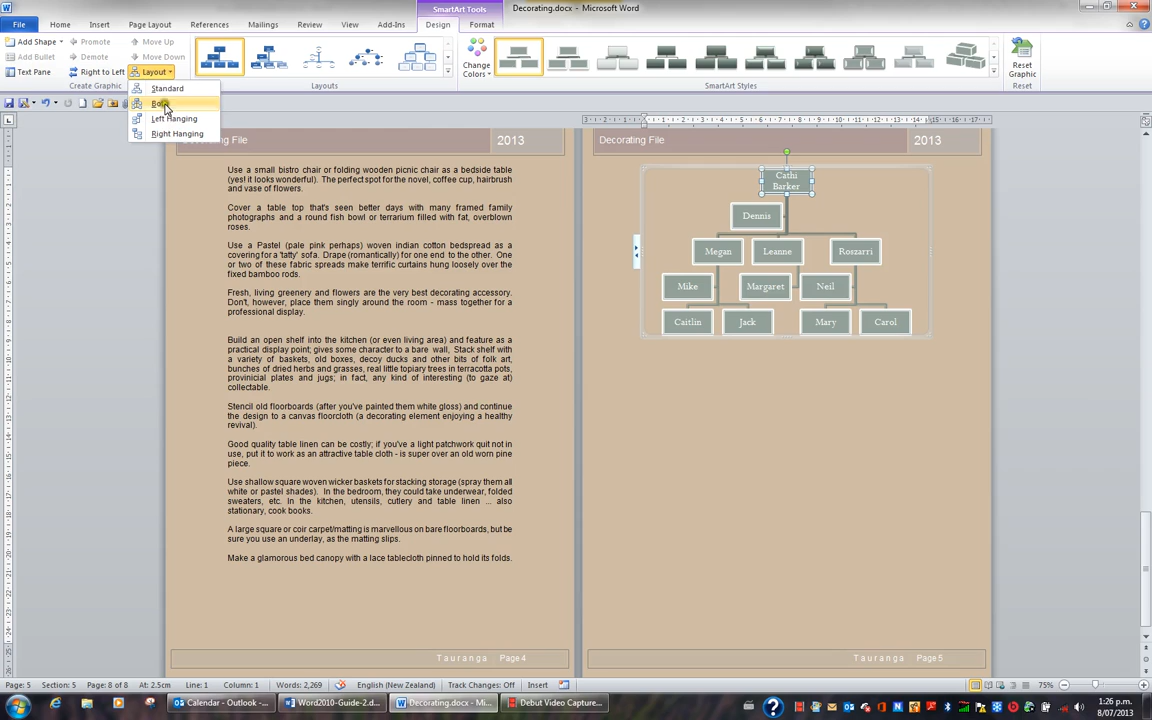 SmartArt Tools
Decorating.docx - Microsoft Word
File Home Insert Page Layout References Mailings Review View Add-Ins Design Format
Add Shape Promote Move Up
Add Bullet Demote Move Down
Text Pane Right to Left Layout
Create Graphic
Layouts
Change Colors
SmartArt Styles
Reset Graphic
Reset
Standard
Left Hanging
Right Hanging
Decorating File 2013
Use a small bistro chair or folding wooden picnic chair as a bedside table
(yes! it looks wonderful). The perfect spot for the novel, coffee cup, hairbrush
and vase of flowers.
Cover a table top that's seen better days with many framed family
photographs and a round fish bowl or terrarium filled with fat, overblown
roses.
Use a Pastel (pale pink perhaps) woven indian cotton bedspread as a
covering for a 'tatty' sofa. Drape (romantically) for one end to the other. One
or two of these fabric spreads make terrific curtains hung loosely over the
fixed bamboo rods.
Fresh, living greenery and flowers are the very best decorating accessory.
Don't, however, place them singly around the room - mass together for a
professional display.
Build an open shelf into the kitchen (or even living area) and feature as a
practical display point; gives some character to a bare wall, Stack shelf with
a variety of baskets, old boxes, decoy ducks and other bits of folk art,
bunches of dried herbs and grasses, real little topiary trees in terracotta pots,
provinicial plates and jugs; in fact, any kind of interesting (to gaze at)
collectable.
Stencil old floorboards (after you've painted them white gloss) and continue
the design to a canvas floorcloth (a decorating element enjoying a healthy
revival).
Good quality table linen can be costly; if you've a light patchwork quit not in
use, put it to work as an attractive table cloth - is super over an old worn pine
piece.
Use shallow square woven wicker baskets for stacking storage (spray them all
white or pastel shades). In the bedroom, they could take underwear, folded
sweaters, etc. In the kitchen, utensils, cutlery and table linen ... also
stationary, cook books.
A large square or coir carpet/matting is marvellous on bare floorboards, but be
sure you use an underlay, as the matting slips.
Make a glamorous bed canopy with a lace tablecloth pinned to hold its folds.
Tauranga Page 4
Decorating File 2013
Cathi
Barker
Dennis
Megan Leanne Roszarri
Mike Margaret Neil
Caitlin Jack Mary Carol
Tauranga Page 5
Page: 5 Section: 5 Page: 8 of 8 At: 2.5cm Line: 1 Column: 1 Words: 2,269 English (New Zealand) Track Changes: Off Insert 75%
Calendar - Outlook -... Word2010-Guide-2.d... Decorating.docx - Mi... Debut Video Capture...
1:26 p.m.
8/07/2013